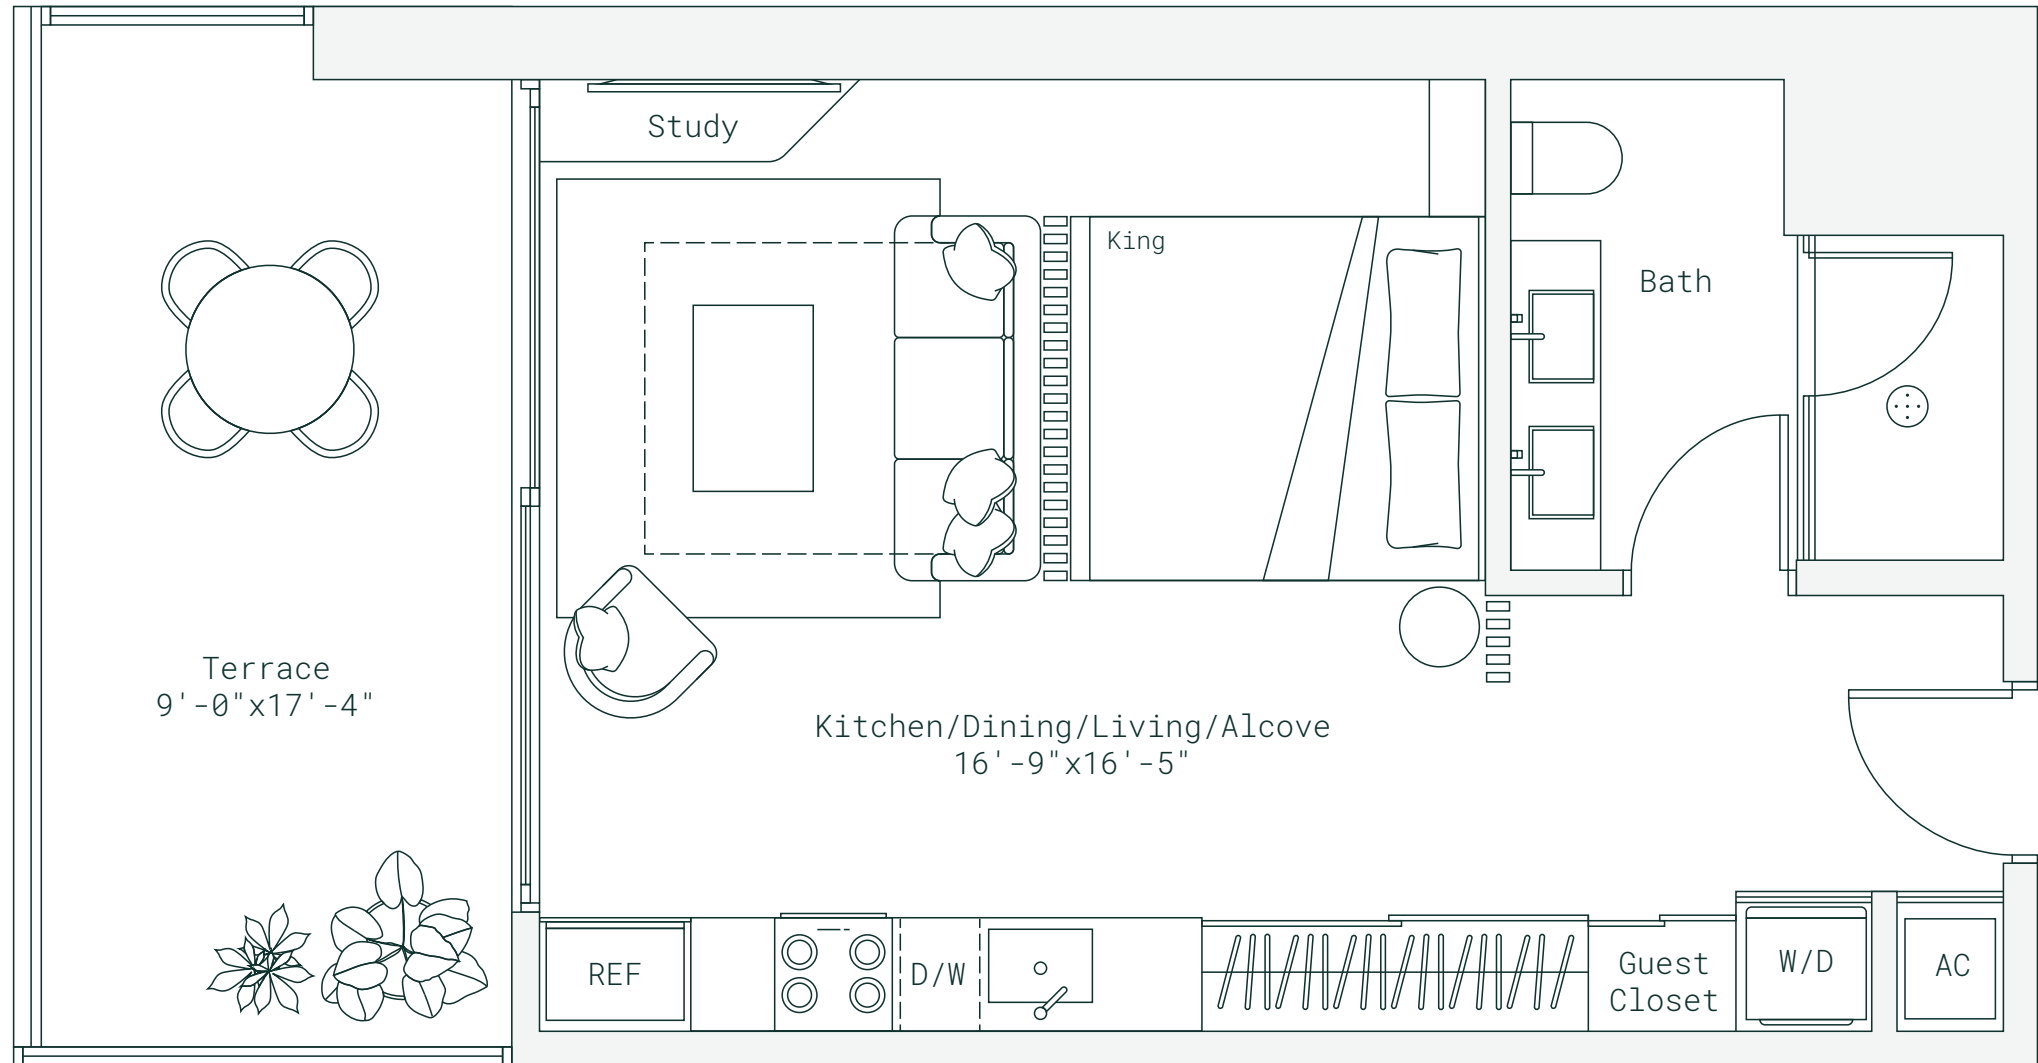 Study
King
Bath
Terrace
9'-0"x17'-4"
Kitchen/Dining/Living/Alcove
16'-9"x16'-5"
REF
D/W
Guest
Closet
W/D
AC